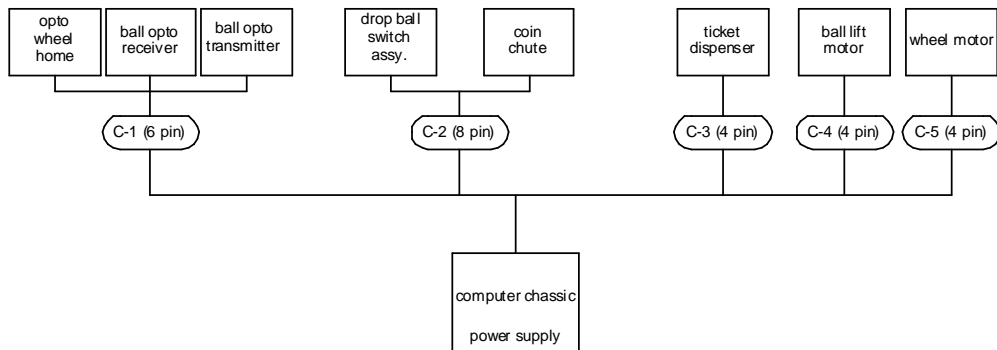 opto
wheel
home
ball opto
receiver
ball opto
transmitter
drop ball
switch
assy.
coin
chute
ticket
dispenser
ball lift
motor
wheel motor
C-1 (6 pin)
C-2 (8 pin)
C-3 (4 pin)
C-4 (4 pin)
C-5 (4 pin)
computer chassic
power supply